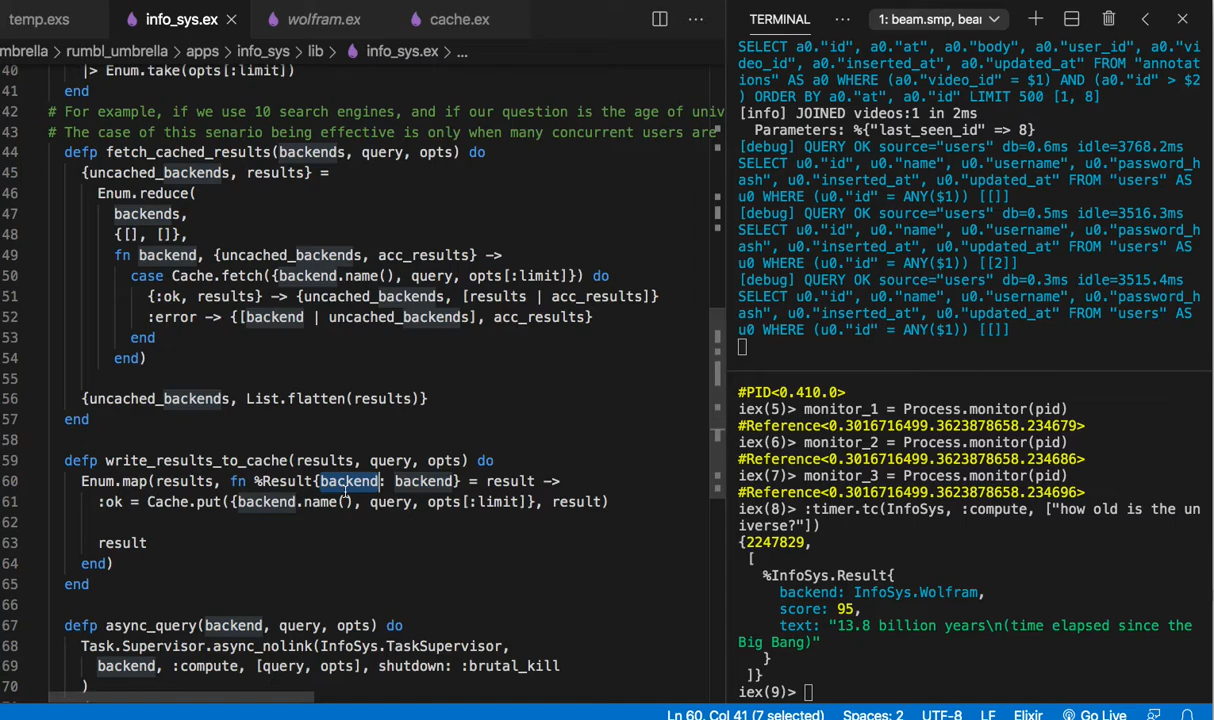 temp.exs
info_sys.ex
wolfram.ex
cache.ex
TERMINAL
1: beam.smp, bear
mbrella > rumbl_umbrella > apps > info_sys > lib > info_sys.ex > ...
40 |> Enum.take(opts[:limit])
41 end
42 # For example, if we use 10 search engines, and if our question is the age of univ
43 # The case of this senario being effective is only when many concurrent users are
44 defp fetch_cached_results(backends, query, opts) do
45 {uncached_backends, results} =
46 Enum.reduce(
47 backends,
48 {[], []},
49 fn backend, {uncached_backends, acc_results} ->
50 case Cache.fetch({backend.name(), query, opts[:limit]}) do
51 {:ok, results} -> {uncached_backends, [results | acc_results]}
52 :error -> {[backend | uncached_backends], acc_results}
53 end
54 end)
55
56 {uncached_backends, List.flatten(results)}
57 end
58
59 defp write_results_to_cache(results, query, opts) do
60 Enum.map(results, fn %Result{backend: backend} = result ->
61 :ok = Cache.put({backend.name(), query, opts[:limit]}, result)
62
63 result
64 end)
65 end
66
67 defp async_query(backend, query, opts) do
68 Task.Supervisor.async_nolink(InfoSys.TaskSupervisor,
69 backend, :compute, [query, opts], shutdown: :brutal_kill
70 )
SELECT a0."id", a0."at", a0."body", a0."user_id", a0."vi
deo_id", a0."inserted_at", a0."updated_at" FROM "annotat
ions" AS a0 WHERE (a0."video_id" = $1) AND (a0."id" > $2
) ORDER BY a0."at", a0."id" LIMIT 500 [1, 8]
[info] JOINED videos:1 in 2ms
Parameters: %{"last_seen_id" => 8}
[debug] QUERY OK source="users" db=0.6ms idle=3768.2ms
SELECT u0."id", u0."name", u0."username", u0."password_h
ash", u0."inserted_at", u0."updated_at" FROM "users" AS
u0 WHERE (u0."id" = ANY($1)) [[]]
[debug] QUERY OK source="users" db=0.5ms idle=3516.3ms
SELECT u0."id", u0."name", u0."username", u0."password_h
ash", u0."inserted_at", u0."updated_at" FROM "users" AS
u0 WHERE (u0."id" = ANY($1)) [[2]]
[debug] QUERY OK source="users" db=0.3ms idle=3515.4ms
SELECT u0."id", u0."name", u0."username", u0."password_h
ash", u0."inserted_at", u0."updated_at" FROM "users" AS
u0 WHERE (u0."id" = ANY($1)) [[]]
#PID<0.410.0>
iex(5)> monitor_1 = Process.monitor(pid)
#Reference<0.3016716499.3623878658.234679>
iex(6)> monitor_2 = Process.monitor(pid)
#Reference<0.3016716499.3623878658.234686>
iex(7)> monitor_3 = Process.monitor(pid)
#Reference<0.3016716499.3623878658.234696>
iex(8)> :timer.tc(InfoSys, :compute, ["how old is the un
iverse?"])
{2247829,
[
%InfoSys.Result{
backend: InfoSys.Wolfram,
score: 95,
text: "13.8 billion years\n(time elapsed since the
Big Bang)"
}
]}
iex(9)>
Ln 60, Col 41 (7 selected)
Spaces: 2
UTF-8
LF
Elixir
Go Live